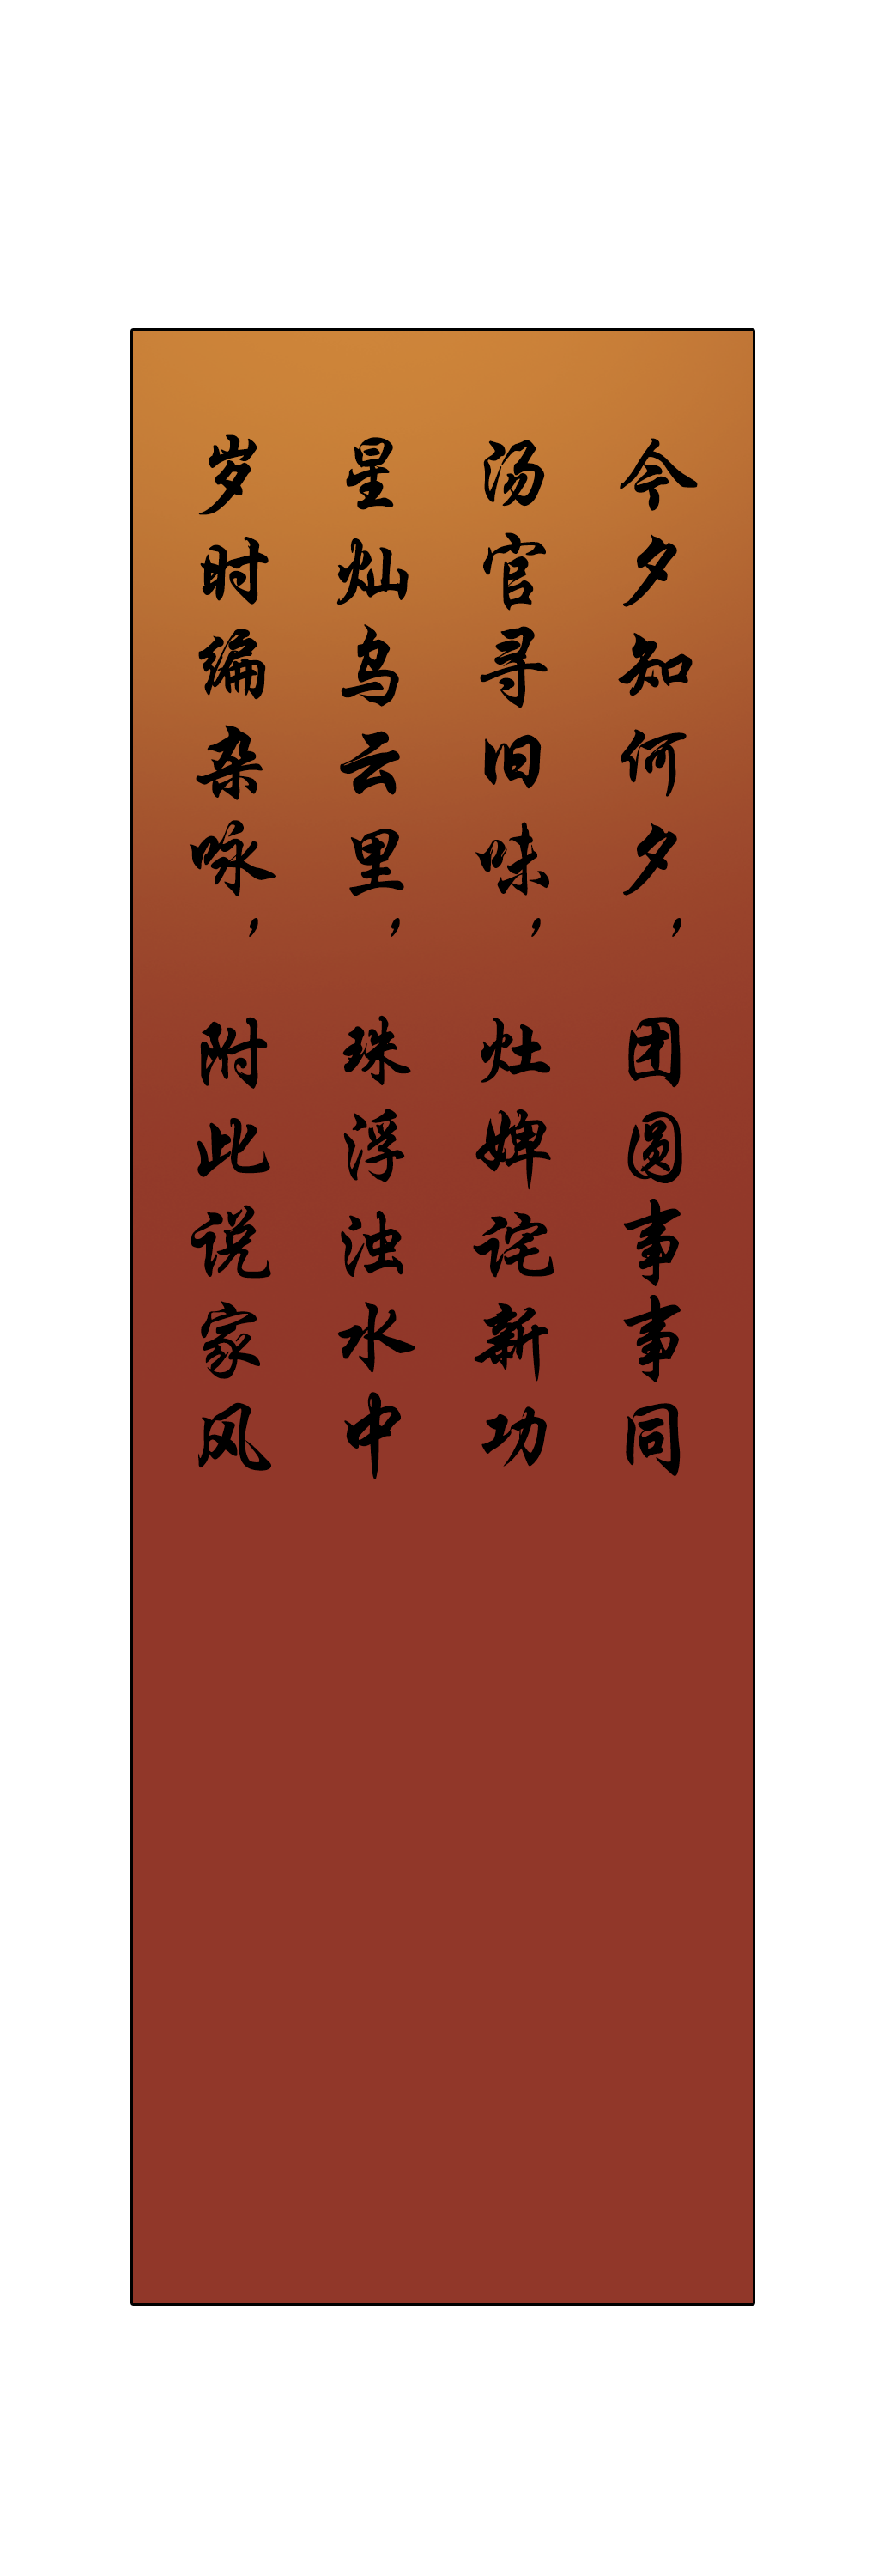 今夕知何夕，团圆事事同
汤官寻旧味，灶婢诧新功
星灿乌云里，珠浮浊水中
岁时编杂咏，附此说家风